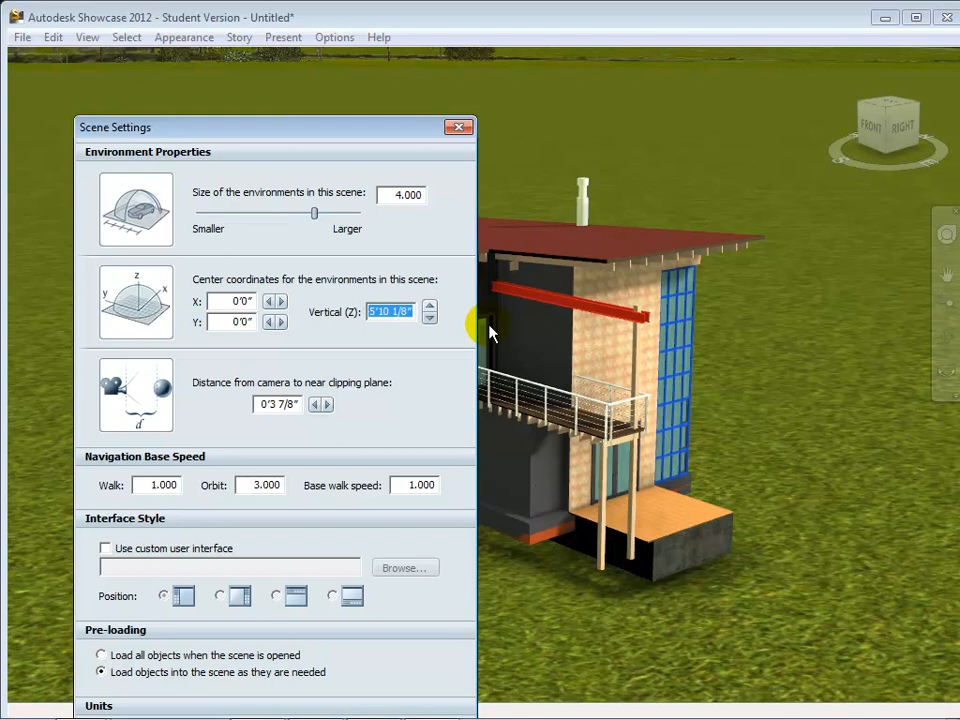 Autodesk Showcase 2012 - Student Version - Untitled*
File Edit View Select Appearance Story Present Options Help
Scene Settings
Environment Properties
Size of the environments in this scene: 4.000
Smaller Larger
z
y x
Center coordinates for the environments in this scene:
X: 0'0"
Y: 0'0"
Vertical (Z): 5'10 1/8"
FRONT RIGHT
Distance from camera to near clipping plane:
0'3 7/8"
d
Navigation Base Speed
Walk: 1.000 Orbit: 3.000 Base walk speed: 1.000
Interface Style
Use custom user interface
Browse...
Position:
Pre-loading
Load all objects when the scene is opened
Load objects into the scene as they are needed
Units